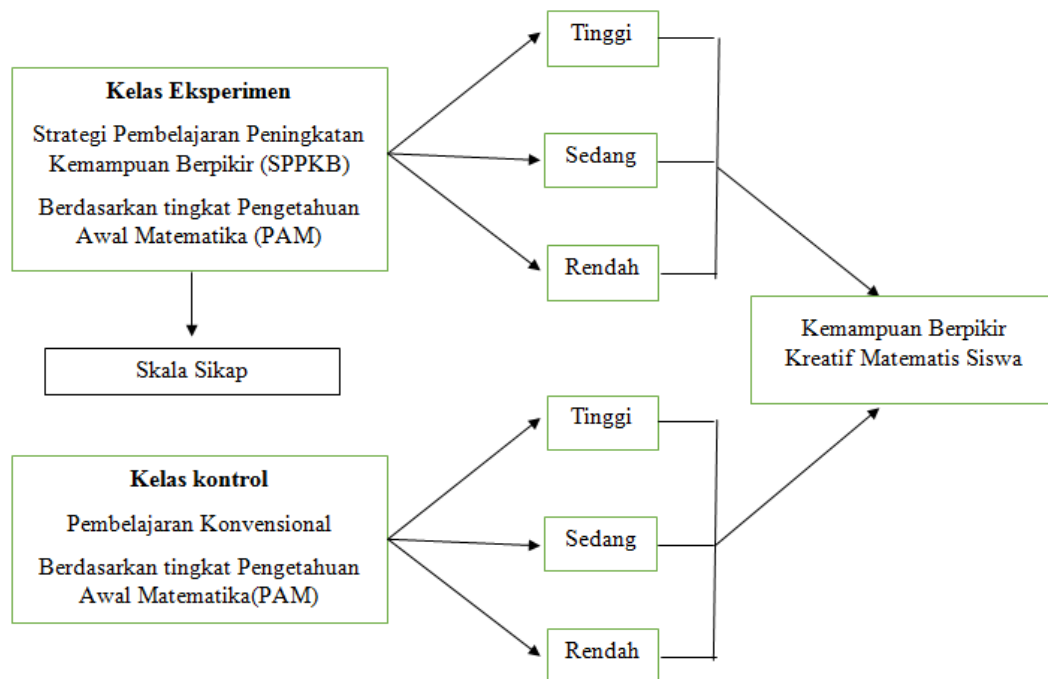 Kelas Eksperimen
Strategi Pembelajaran Peningkatan
Kemampuan Berpikir (SPPKB)
Berdasarkan tingkat Pengetahuan
Awal Matematika (PAM)
Skala Sikap
Tinggi
Sedang
Rendah
Kelas kontrol
Pembelajaran Konvensional
Berdasarkan tingkat Pengetahuan
Awal Matematika(PAM)
Tinggi
Sedang
Rendah
Kemampuan Berpikir
Kreatif Matematis Siswa